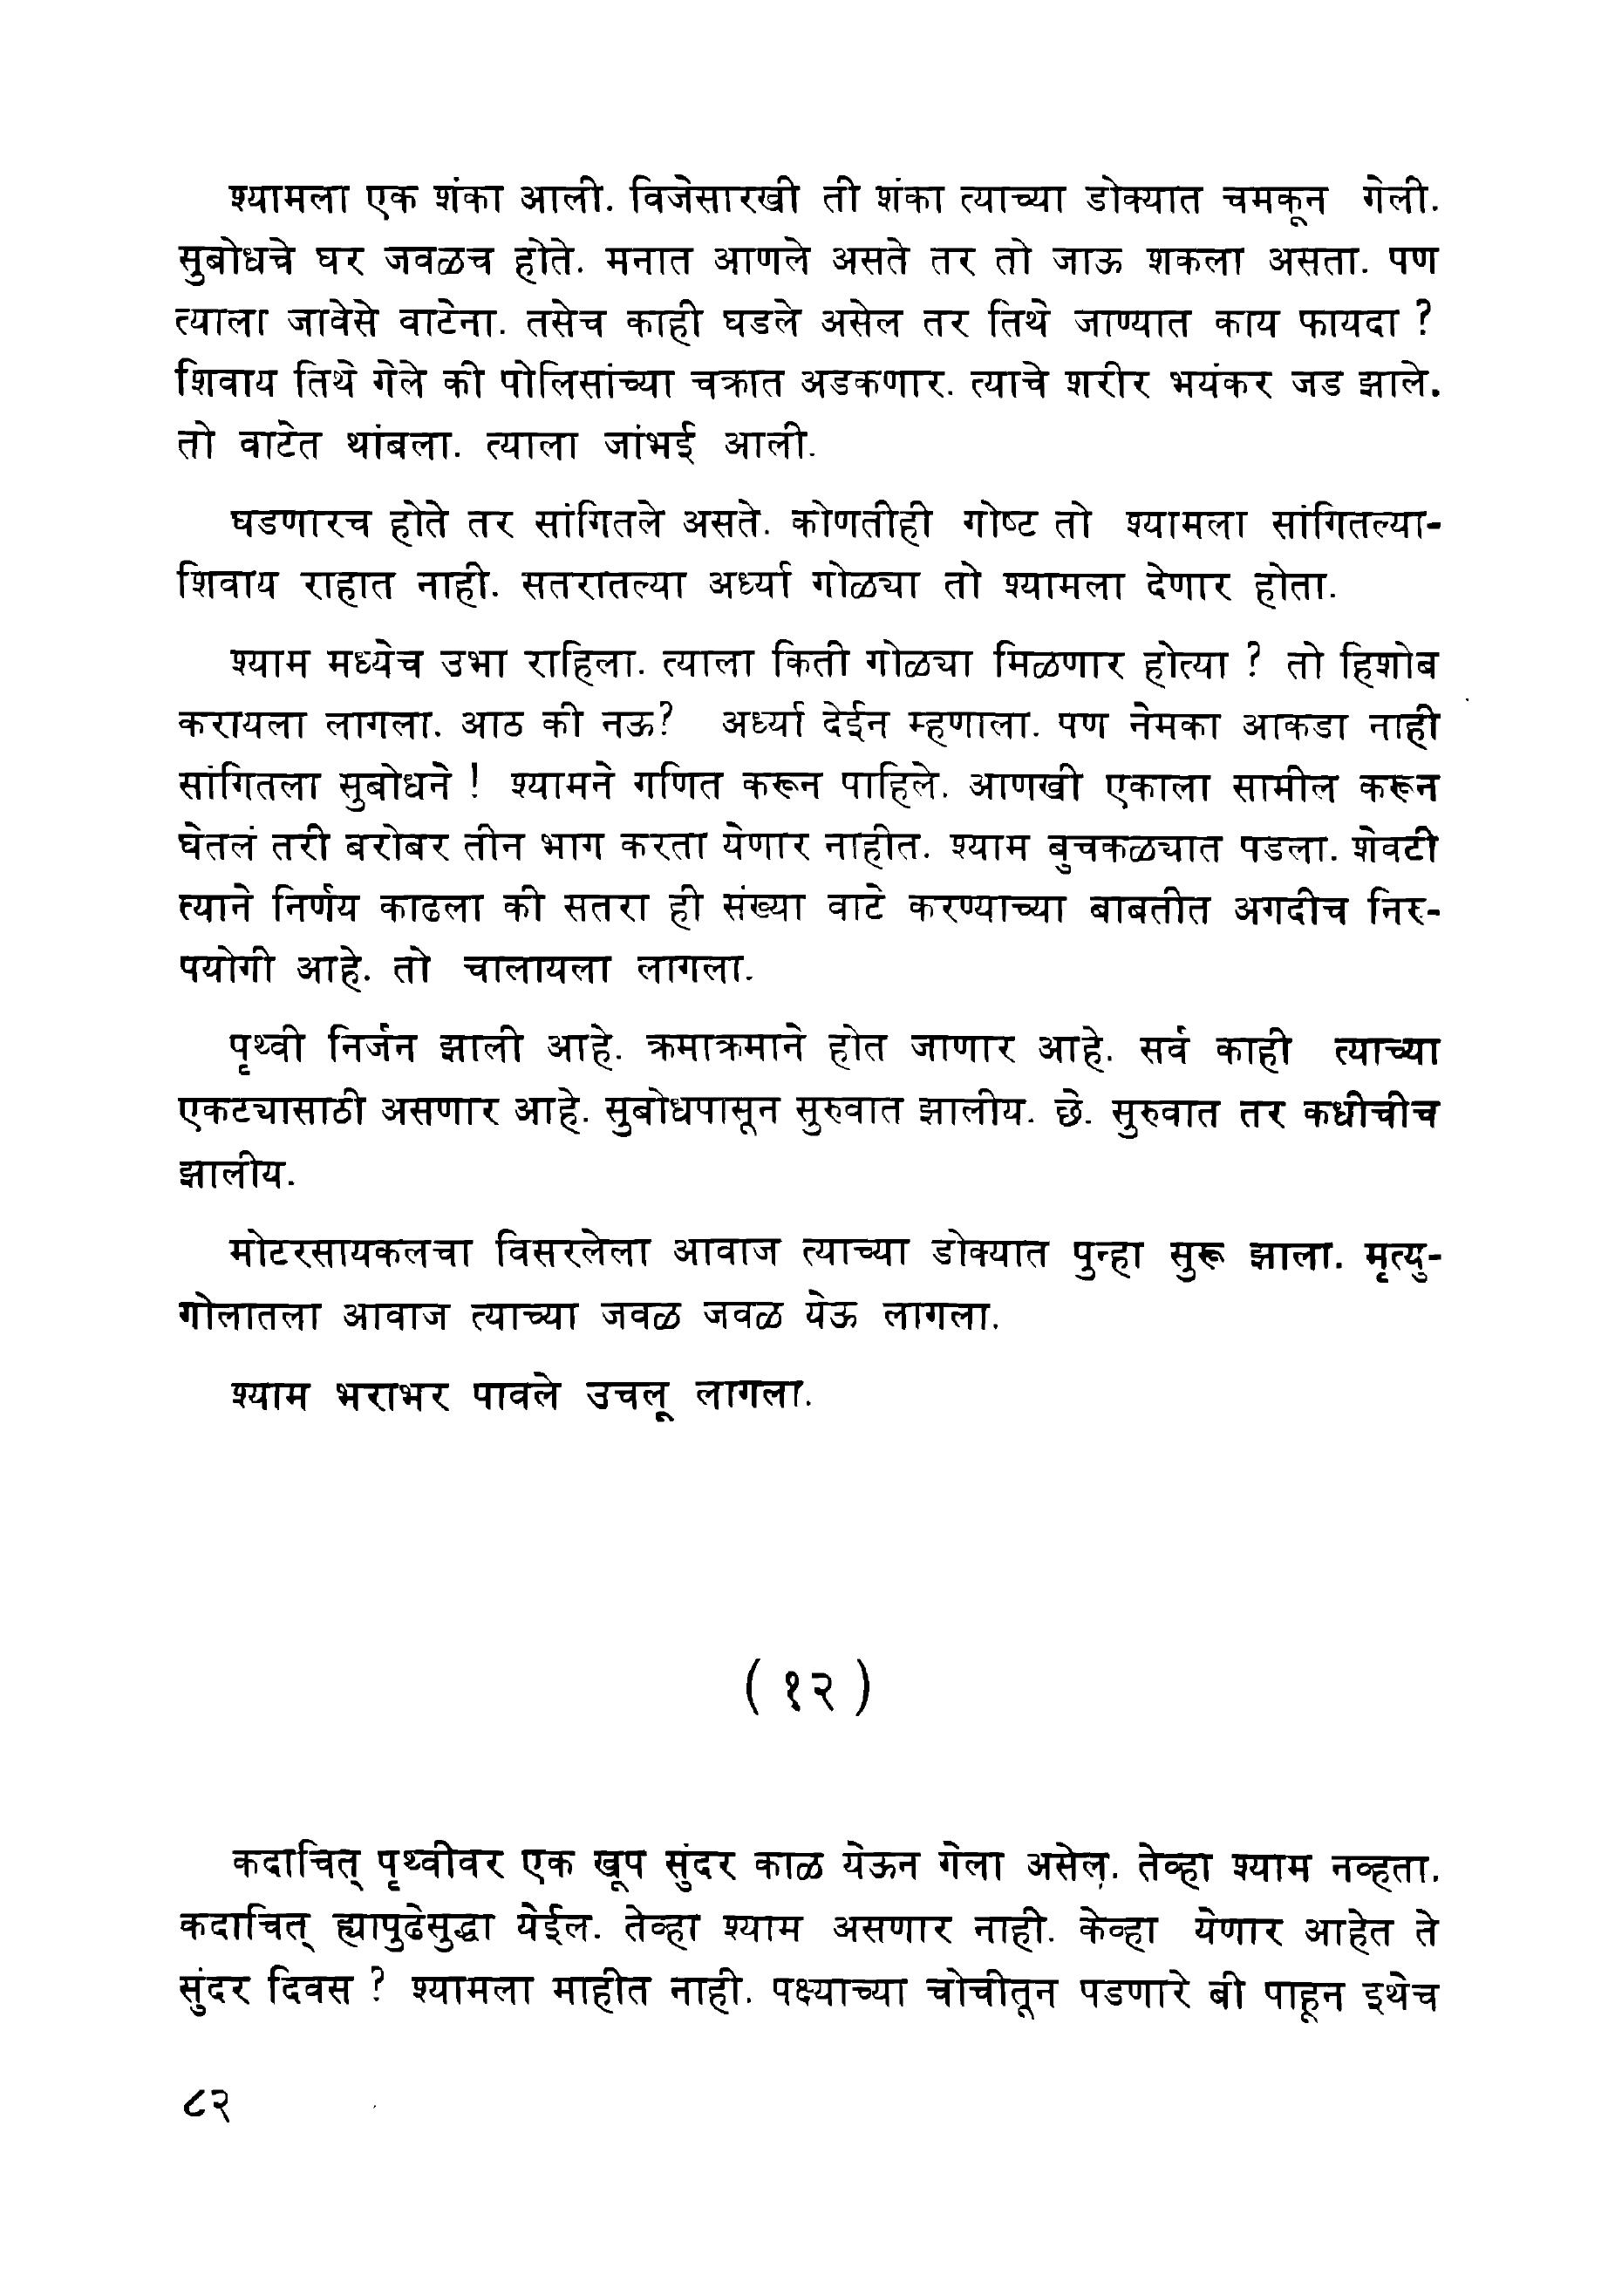 श्यामला एक शंका आली. विजेसारखी ती शंका त्याच्या डोक्यात चमकून गेली.
सुबोधचे घर जवळच होते. मनात आणले असते तर तो जाऊ शकला असता. पण
त्याला जावेसे वाटेना. तसेच काही घडले असेल तर तिथे जाण्यात काय फायदा ?
शिवाय तिथे गेले की पोलिसांच्या चक्रात अडकणार. त्याचे शरीर भयंकर जड झाले.
तो वाटेत थांबला. त्याला जांभई आली.
घडणारच होते तर सांगितले असते. कोणतीही गोष्ट तो श्यामला सांगितल्या-
शिवाय राहात नाही. सतरातल्या अर्ध्या गोळ्या तो श्यामला देणार होता.
श्याम मध्येच उभा राहिला. त्याला किती गोळ्या मिळणार होत्या ? तो हिशोब
करायला लागला. आठ की नऊ? अर्ध्या देईन म्हणाला. पण नेमका आकडा नाही
सांगितला सुबोधने ! श्यामने गणित करून पाहिले. आणखी एकाला सामील करून
घेतलं तरी बरोबर तीन भाग करता येणार नाहीत. श्याम बुचकळ्यात पडला. शेवटी
त्याने निर्णय काढला की सतरा ही संख्या वाटे करण्याच्या बाबतीत अगदीच निरु-
पयोगी आहे. तो चालायला लागला.
पृथ्वी निर्जन झाली आहे. क्रमाक्रमाने होत जाणार आहे. सर्व काही त्याच्या
एकट्यासाठी असणार आहे. सुबोधपासून सुरुवात झालीय. छे. सुरुवात तर कधीचीच
झालीय.
मोटरसायकलचा विसरलेला आवाज त्याच्या डोक्यात पुन्हा सुरू झाला. मृत्यु-
गोलातला आवाज त्याच्या जवळ जवळ येऊ लागला.
श्याम भराभर पावले उचलू लागला.
( १२ )
कदाचित् पृथ्वीवर एक खूप सुंदर काळ येऊन गेला असेल. तेव्हा श्याम नव्हता.
कदाचित् ह्यापुढेसुद्धा येईल. तेव्हा श्याम असणार नाही. केव्हा येणार आहेत ते
सुंदर दिवस ? श्यामला माहीत नाही. पक्ष्याच्या चोचीतून पडणारे बी पाहून इथेच
८२